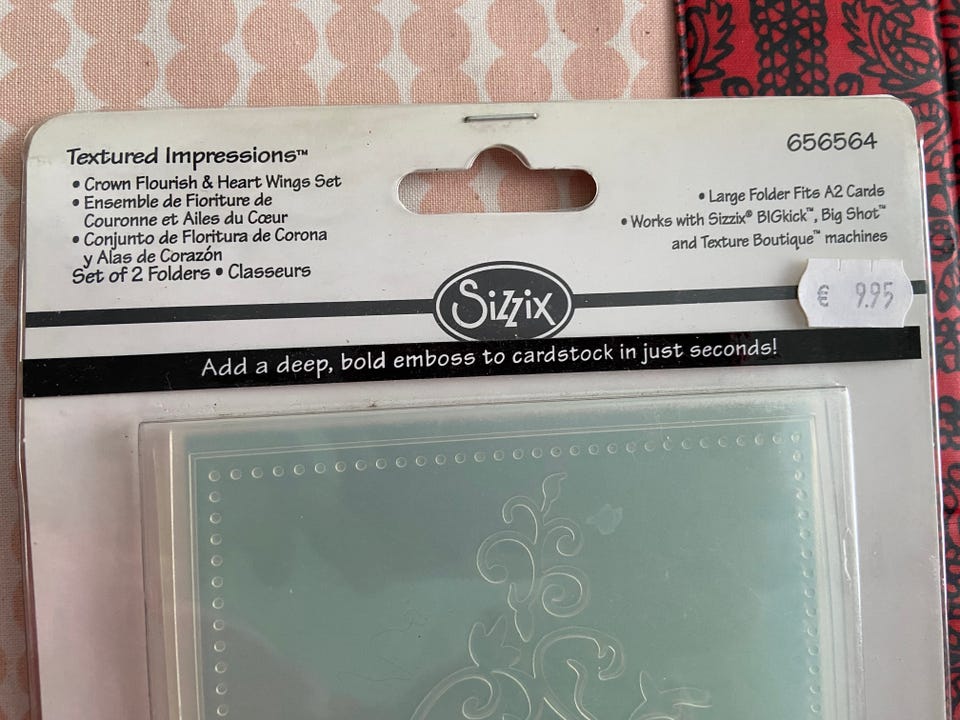 Textured Impressions™
• Crown Flourish & Heart Wings Set
• Ensemble de Fioriture de
Couronne et Ailes du Cœur
• Conjunto de Floritura de Corona
y Alas de Corazón
Set of 2 Folders • Classeurs
656564
• Large Folder Fits A2 Cards
• Works with Sizzix® BIGkick™, Big Shot™
and Texture Boutique™ machines
Sizzix
€ 9.95
Add a deep, bold emboss to cardstock in just seconds!